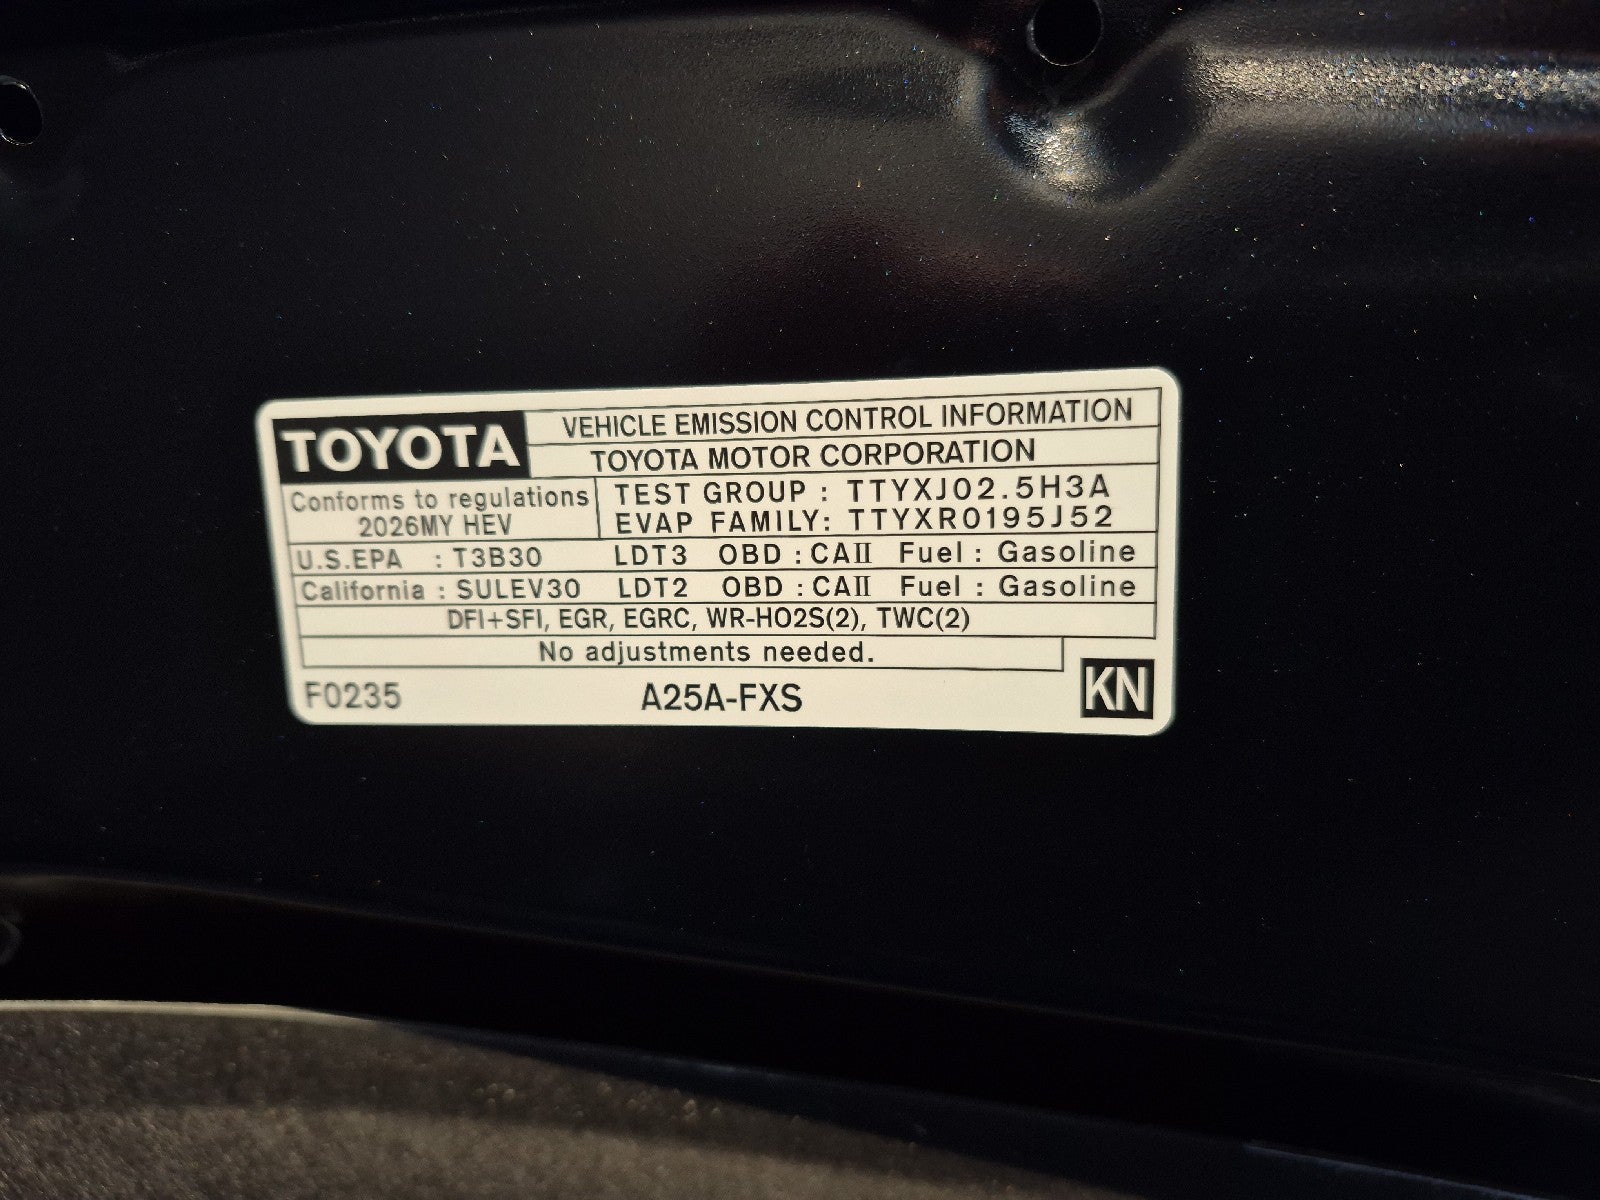 TOYOTA
VEHICLE EMISSION CONTROL INFORMATION
TOYOTA MOTOR CORPORATION
Conforms to regulations
2026MY HEV
TEST GROUP : TTYXJ02.5H3A
EVAP FAMILY: TTYXR0195J52
U.S.EPA : T3B30 LDT3 OBD : CAII Fuel : Gasoline
California : SULEV30 LDT2 OBD : CAII Fuel : Gasoline
DFI+SFI, EGR, EGRC, WR-HO2S(2), TWC(2)
No adjustments needed.
F0235 A25A-FXS KN